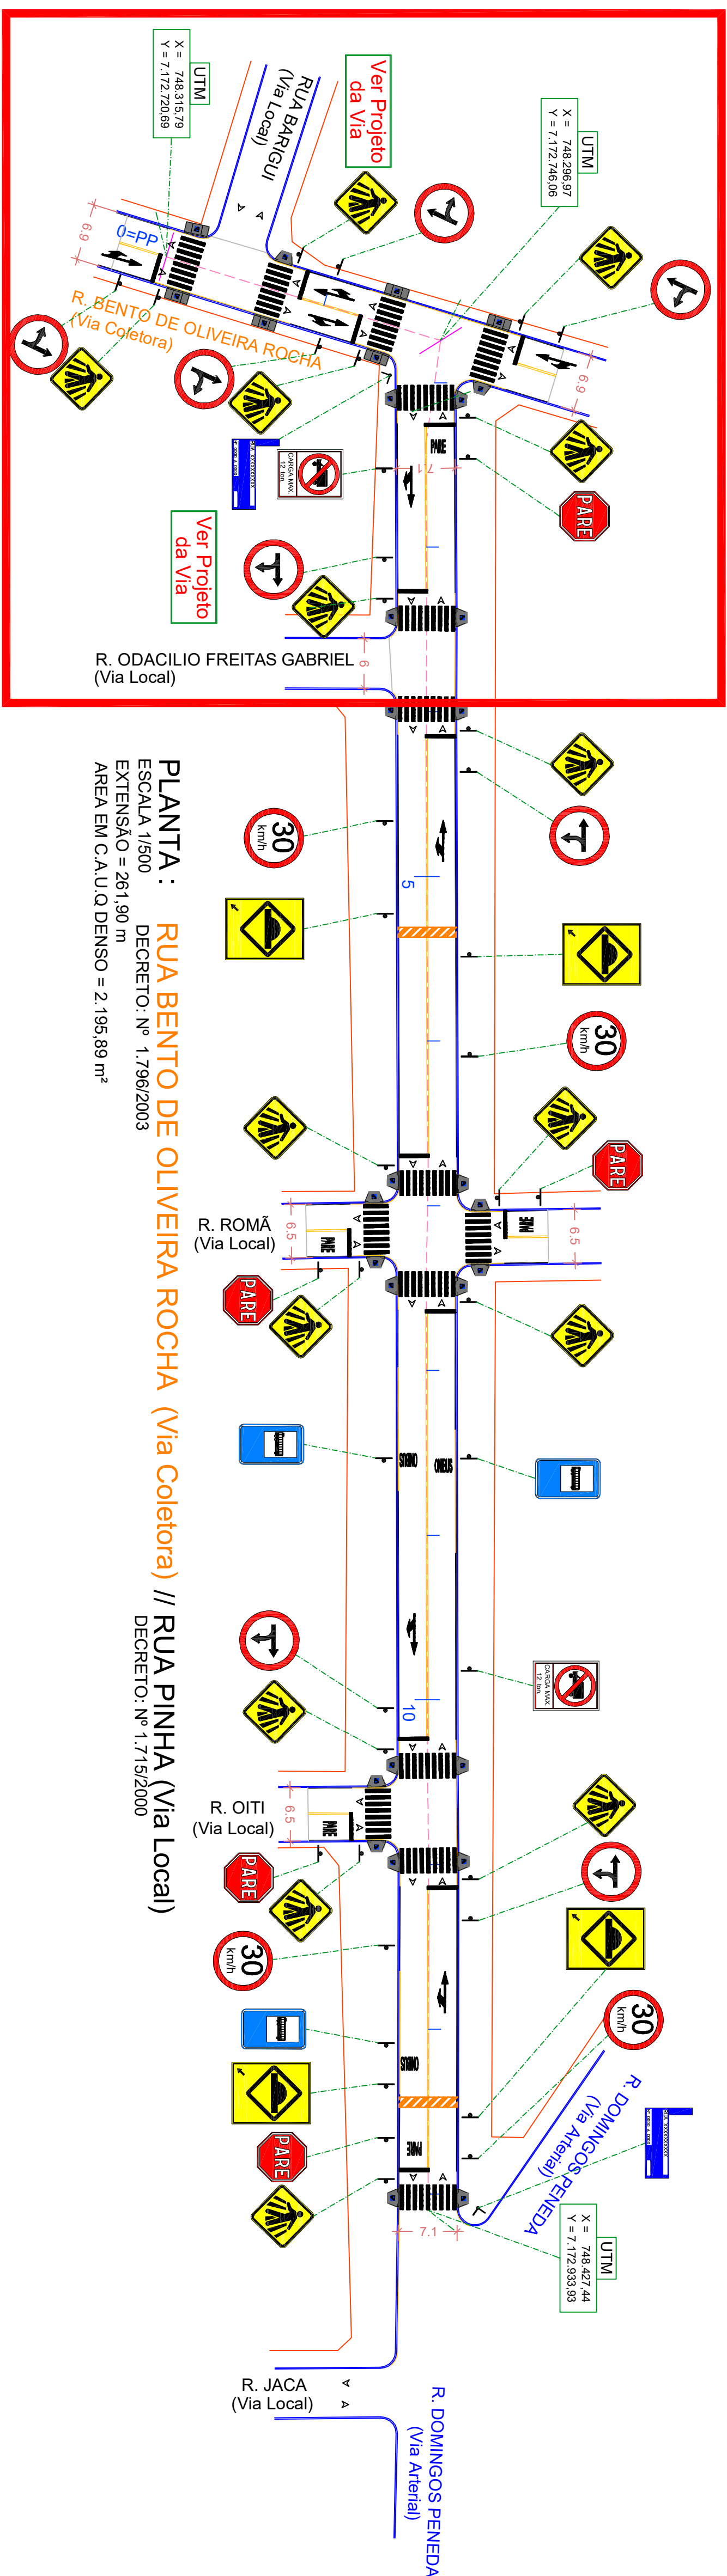 UTM
X = 748.315,79
Y = 7.172.720,69
RUA BARIGUI
(Via Local)
Ver Projeto
da Via
UTM
X = 748.296,97
Y = 7.172.746,06
6.9
0=PP
R. BENTO DE OLIVEIRA ROCHA
(Via Coletora)
6.9
PARE
7.1
CARGA MAX.
12 ton
PARE
Ver Projeto
da Via
R. ODACILIO FREITAS GABRIEL
(Via Local)
6
PLANTA :
ESCALA 1/500
EXTENSÃO = 261,90 m
AREA EM C.A.U.Q DENSO = 2.195,89 m²
RUA BENTO DE OLIVEIRA ROCHA (Via Coletora) // RUA PINHA (Via Local)
DECRETO: Nº 1.796/2003
DECRETO: Nº 1.715/2000
30
km/h
5
30
km/h
PARE
R. ROMÃ
(Via Local)
6.5
PARE
PARE
6.5
PARE
ÔNIBUS
ÔNIBUS
CARGA MAX.
12 ton
10
R. OITI
(Via Local)
6.5
PARE
PARE
30
km/h
30
km/h
ÔNIBUS
PARE
PARE
R. DOMINGOS PENEDA
(Via Arterial)
7.1
UTM
X = 748.427,44
Y = 7.172.933,93
R. JACA
(Via Local)
R. DOMINGOS PENEDA
(Via Arterial)